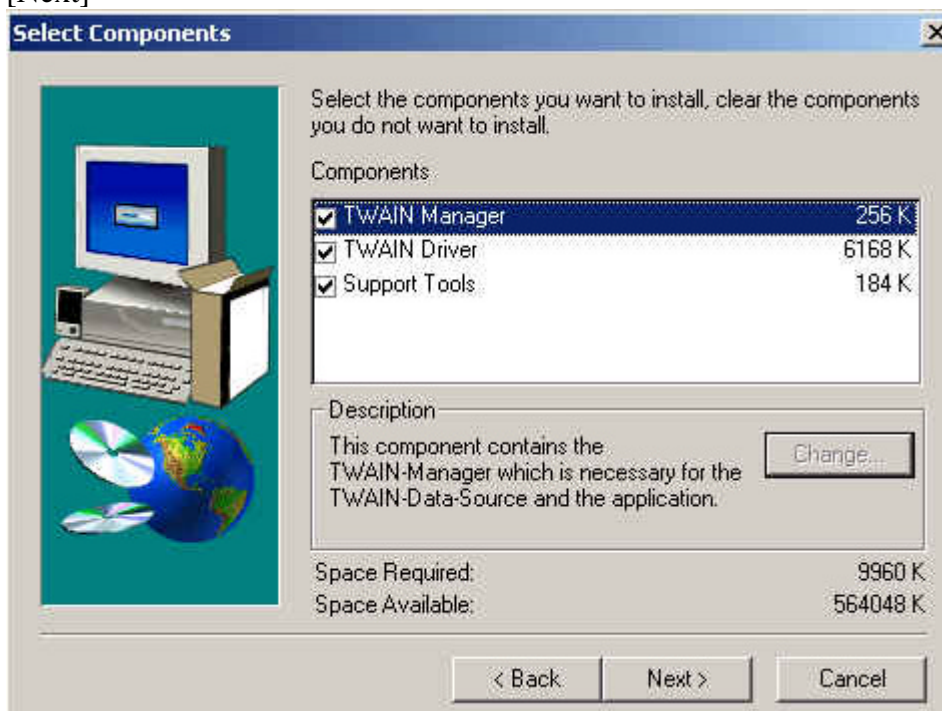 [Next]
Select Components
Select the components you want to install, clear the components
you do not want to install.
Components
TWAIN Manager 256 K
TWAIN Driver 6168 K
Support Tools 184 K
Description
This component contains the
TWAIN-Manager which is necessary for the
TWAIN-Data-Source and the application.
Change...
Space Required: 9960 K
Space Available: 564048 K
< Back Next > Cancel